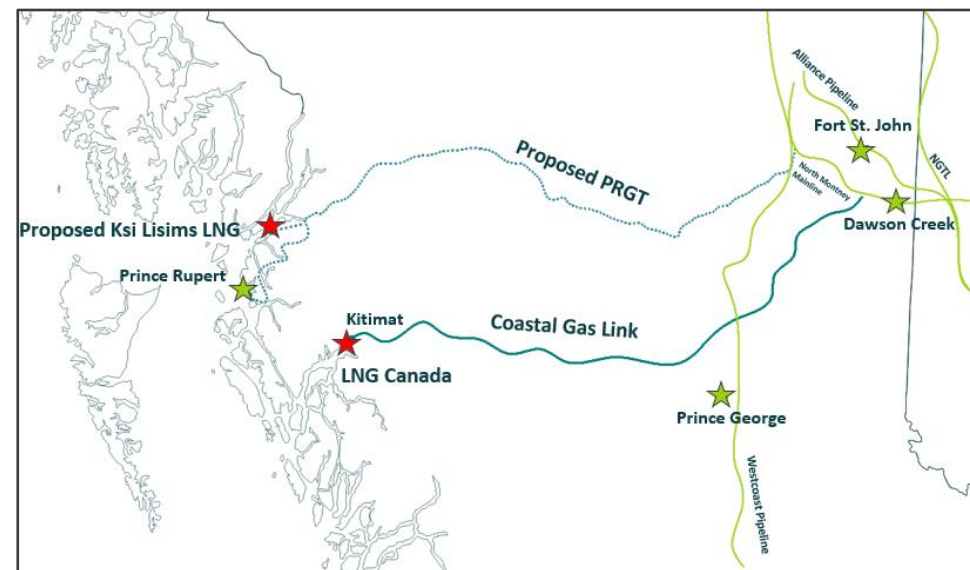 Alliance Pipeline
Fort St. John
NGTL
Proposed PRGT
North Montney
Mainline
Dawson Creek
Proposed Ksi Lisims LNG
Prince Rupert
Kitimat
Coastal Gas Link
LNG Canada
Prince George
Westcoast Pipeline